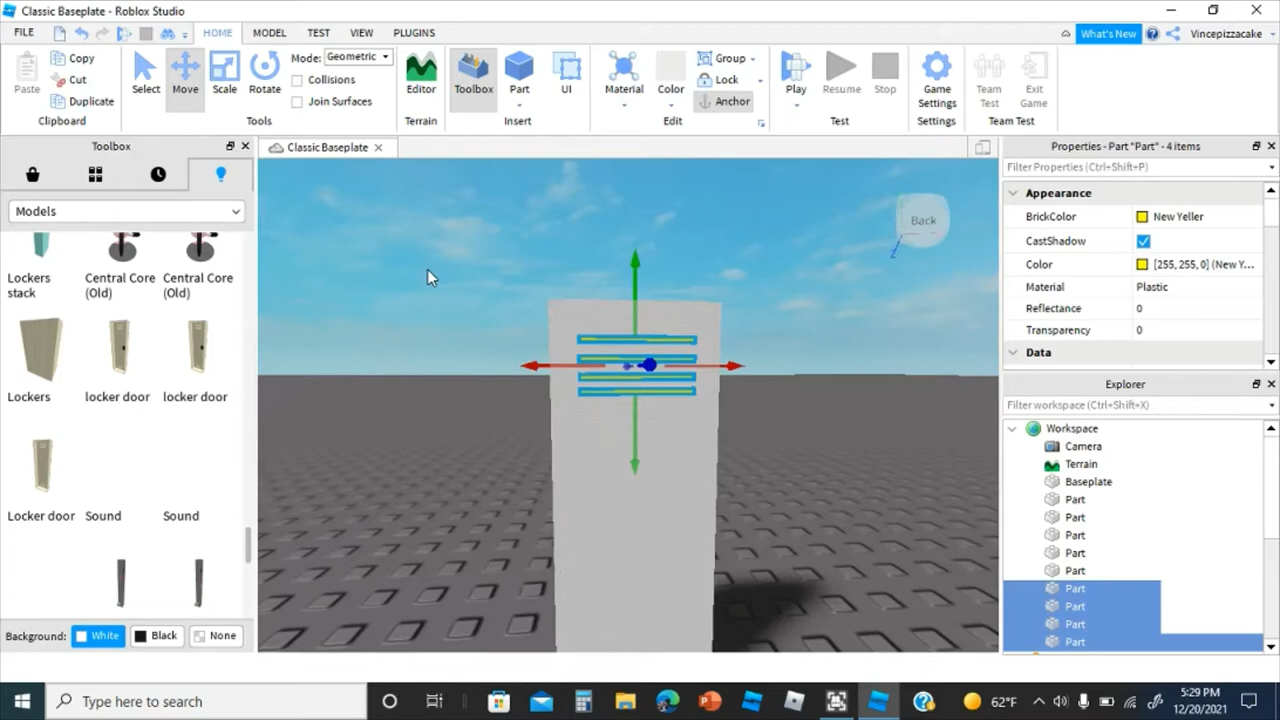 Classic Baseplate - Roblox Studio
FILE HOME MODEL TEST VIEW PLUGINS What's New Vincepizzacake
Paste Copy Cut Duplicate Clipboard
Select Move Scale Rotate Mode: Geometric Collisions Join Surfaces Tools
Editor Terrain
Toolbox Part UI Insert
Material Color Group Lock Anchor Edit
Play Resume Stop Test
Game Settings Settings
Team Test Exit Game Team Test
Toolbox
Models
Lockers stack
Central Core (Old)
Central Core (Old)
Lockers
locker door
locker door
Locker door
Sound
Sound
Background: White Black None
Classic Baseplate
Back
Z
Properties - Part "Part" - 4 items
Filter Properties (Ctrl+Shift+P)
Appearance
BrickColor New Yeller
CastShadow
Color [255, 255, 0] (New Y...
Material Plastic
Reflectance 0
Transparency 0
Data
Explorer
Filter workspace (Ctrl+Shift+X)
Workspace
Camera
Terrain
Baseplate
Part
Part
Part
Part
Part
Part
Part
Part
Part
Type here to search
62°F
5:29 PM
12/20/2021